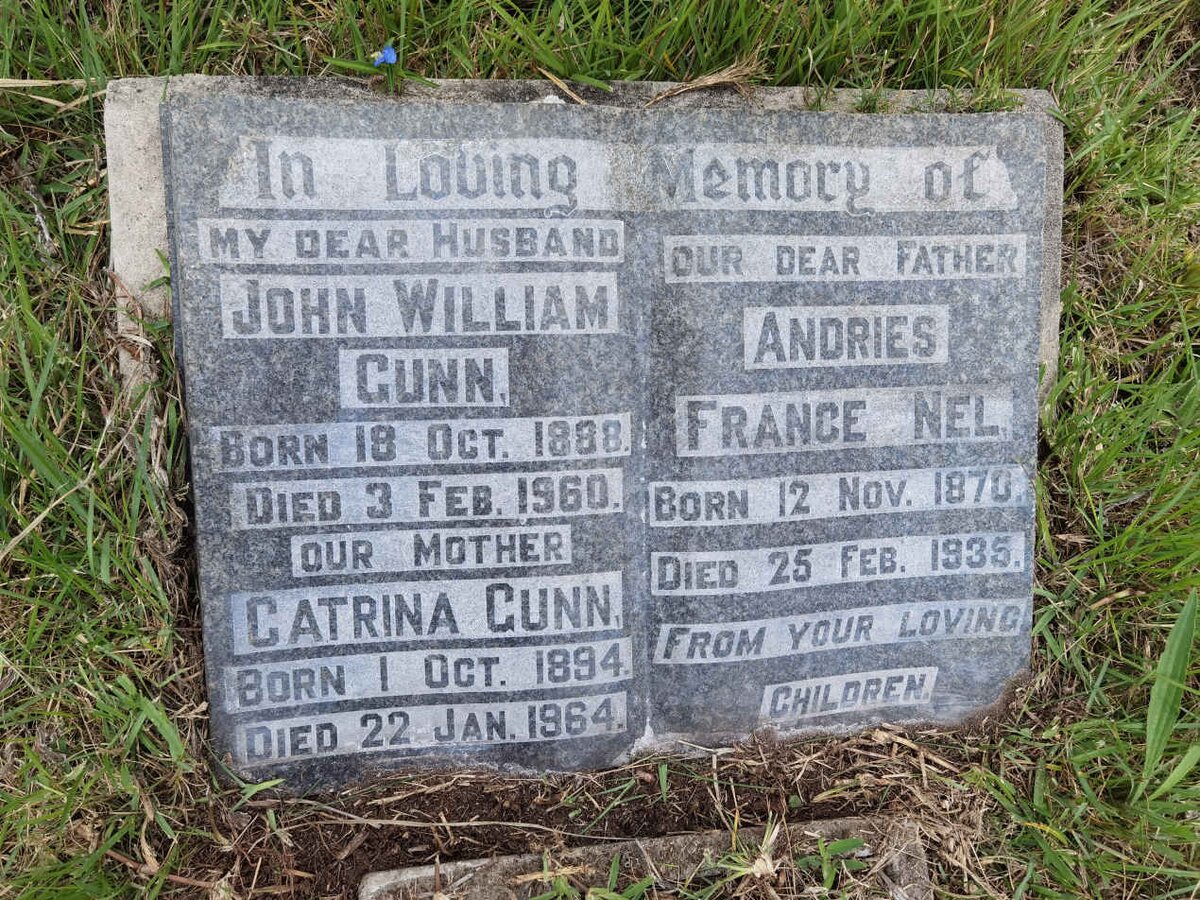 In Loving Memory of
MY DEAR HUSBAND
JOHN WILLIAM
GUNN,
BORN 18 OCT. 1888.
DIED 3 FEB. 1960.
OUR MOTHER
CATRINA GUNN,
BORN 1 OCT. 1894.
DIED 22 JAN. 1964.
OUR DEAR FATHER
ANDRIES
FRANCE NEL,
BORN 12 NOV. 1870.
DIED 25 FEB. 1935.
FROM YOUR LOVING
CHILDREN.